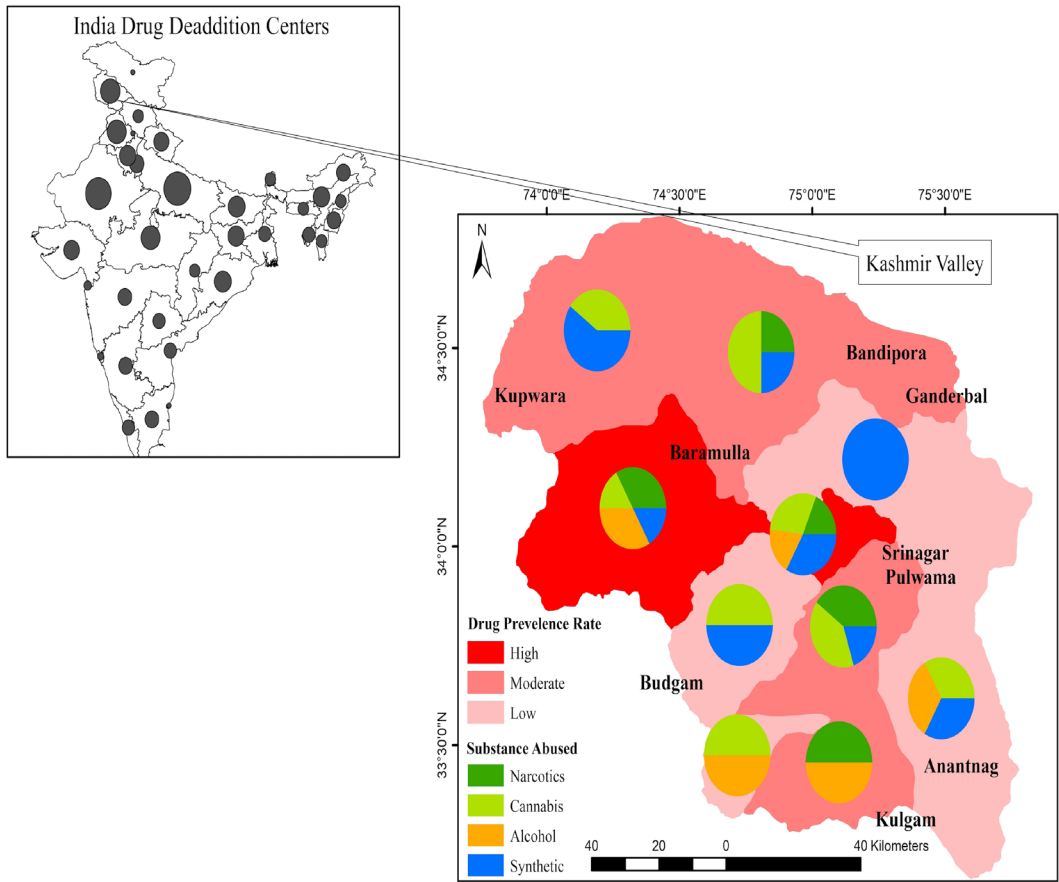 India Drug Deaddition Centers
74°0'0"E 74°30'0"E 75°0'0"E 75°30'0"E
N
Kashmir Valley
34°30'0"N
Bandipora
Kupwara
Ganderbal
Baramulla
34°0'0"N
Srinagar
Pulwama
Drug Prevelence Rate
High
Moderate
Low
Budgam
33°30'0"N
Substance Abused
Anantnag
Narcotics
Cannabis
Kulgam
Alcohol
Synthetic
40 20 0 40 Kilometers